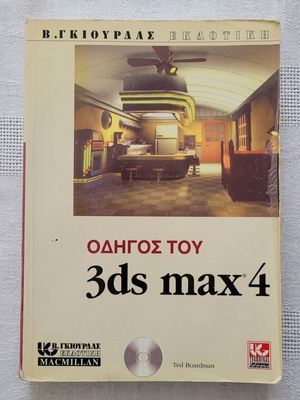 Β.ΓΚΙΟΥΡΔΑΣ ΕΚΔΟΤΙΚΗ
ΟΔΗΓΟΣ ΤΟΥ
3ds max®4
Β. ΓΚΙΟΥΡΔΑΣ
ΕΚΔΟΤΙΚΗ
MACMILLAN
Ted Boardman